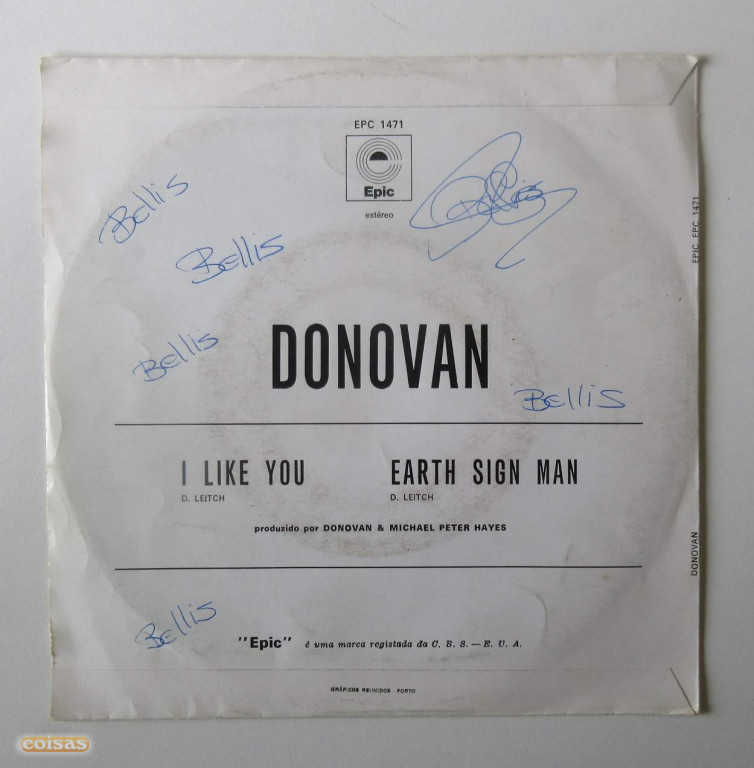 EPC 1471
Epic
estéreo
Bellis
Bellis
Bellis
Bellis
DONOVAN
I LIKE YOU
D. LEITCH
EARTH SIGN MAN
D. LEITCH
produzido por DONOVAN & MICHAEL PETER HAYES
Bellis
"Epic" é uma marca registada da C. B. S. — E. U. A.
GRÁFICOS REUNIDOS - PORTO
EPIC EPC 1471
DONOVAN
coisas